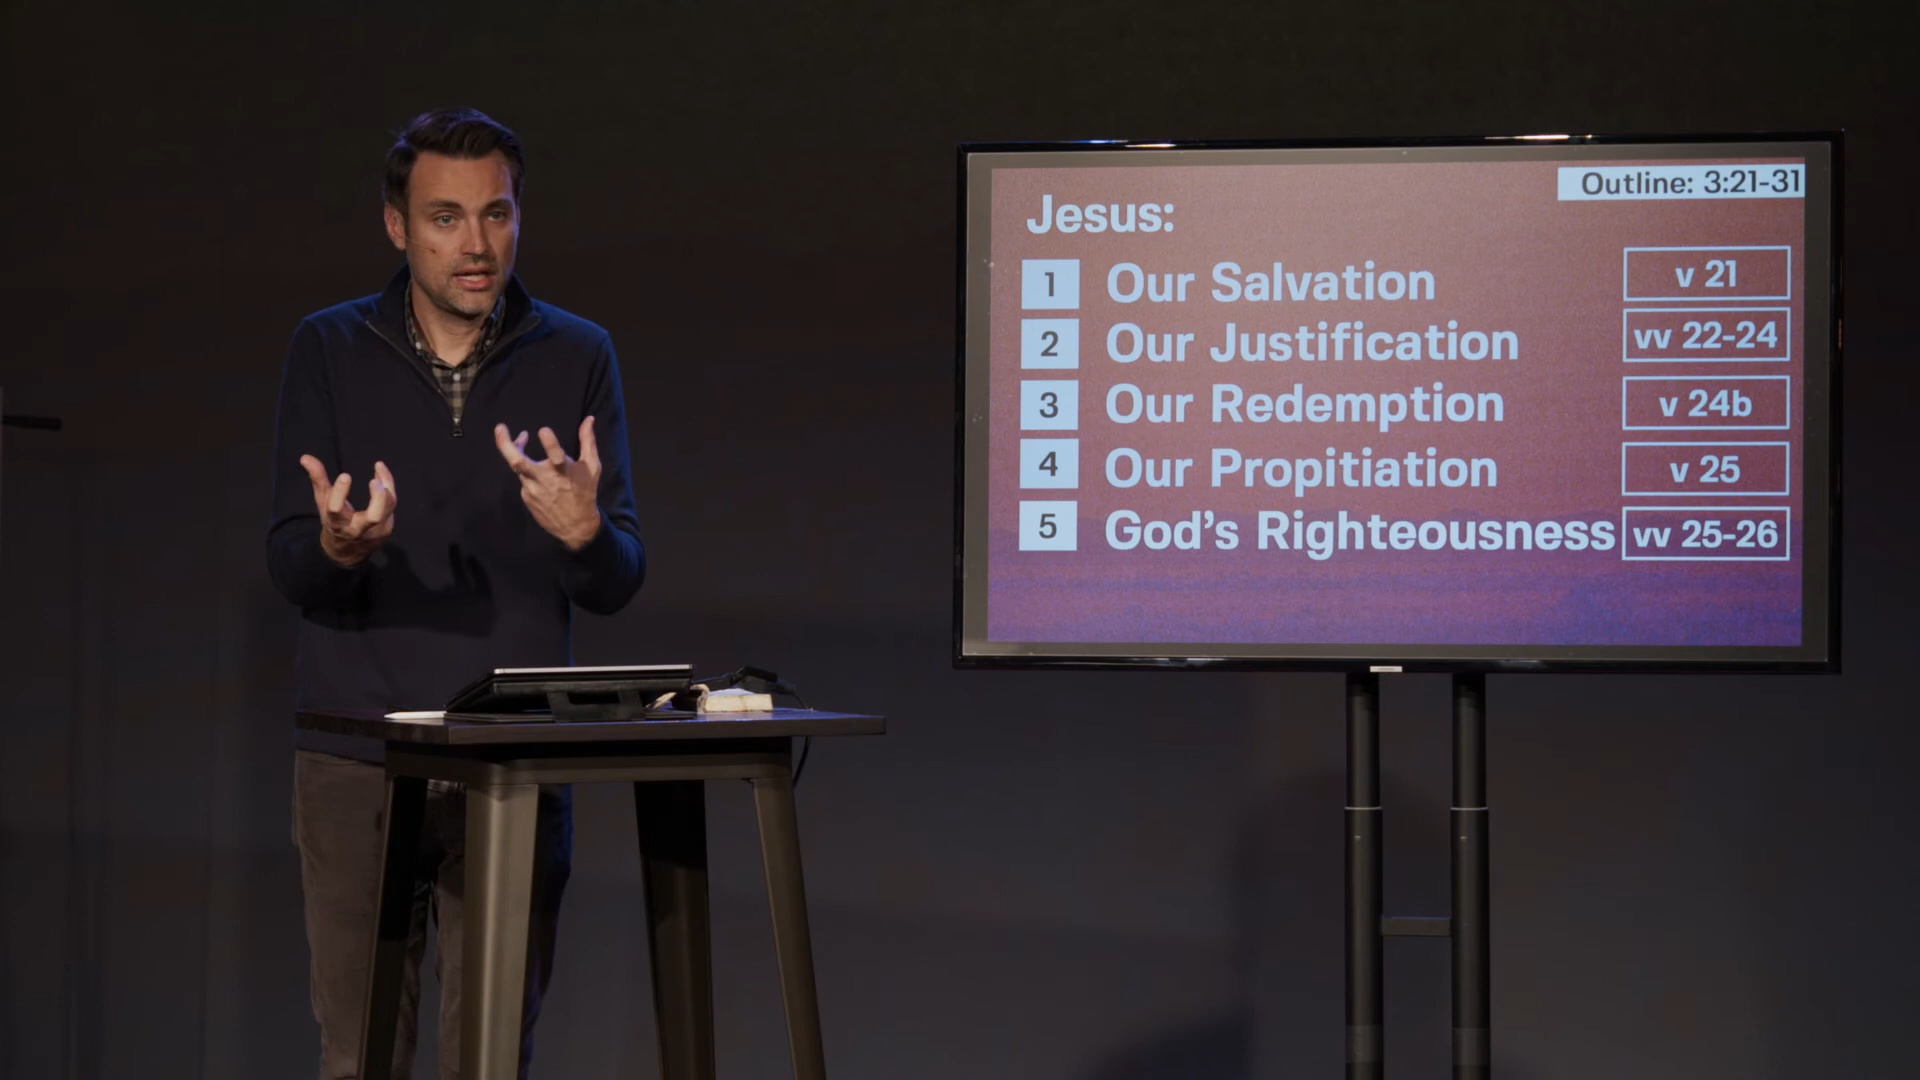 Outline: 3:21-31
Jesus:
1 Our Salvation v 21
2 Our Justification vv 22-24
3 Our Redemption v 24b
4 Our Propitiation v 25
5 God’s Righteousness vv 25-26